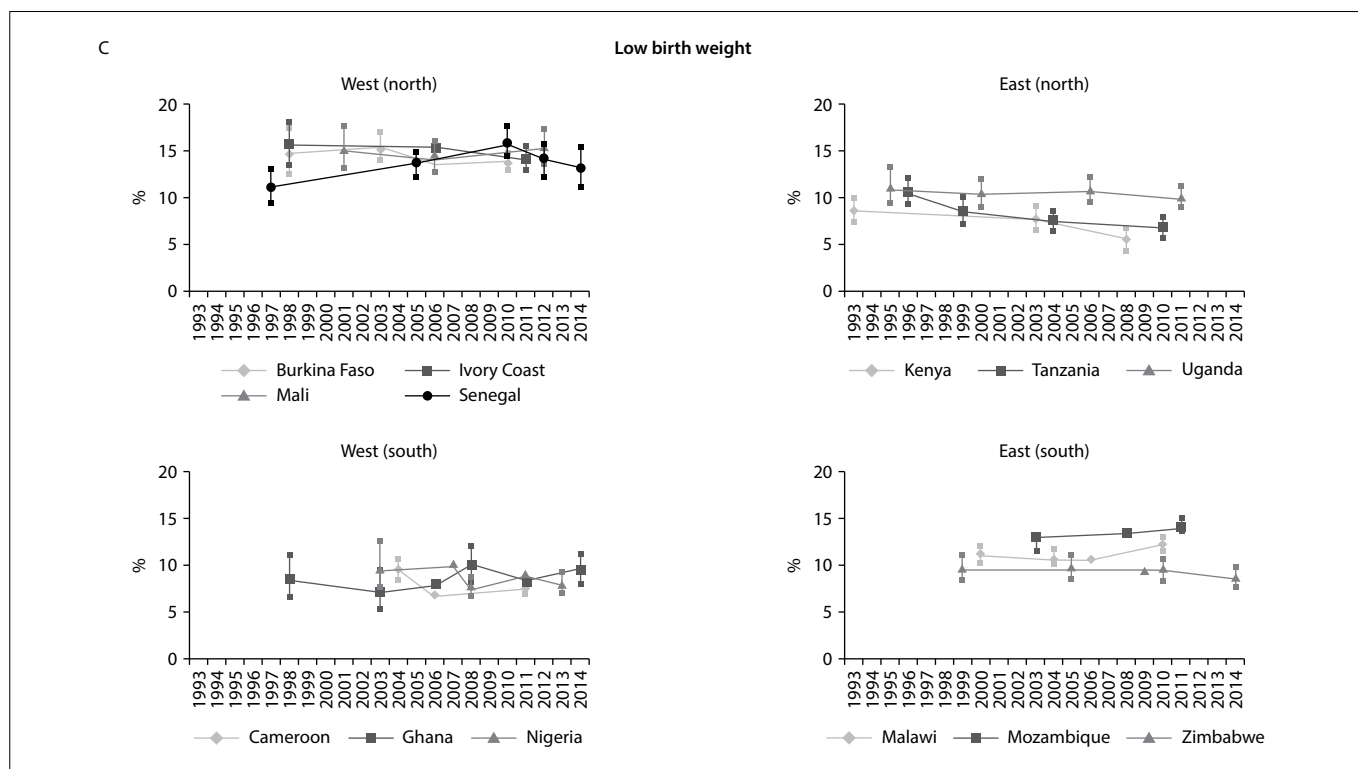 C
Low birth weight
West (north)
20
15
10
5
0
%
1993 1994 1995 1996 1997 1998 1999 2000 2001 2002 2003 2004 2005 2006 2007 2008 2009 2010 2011 2012 2013 2014
Burkina Faso Ivory Coast
Mali Senegal
East (north)
20
15
10
5
0
%
1993 1994 1995 1996 1997 1998 1999 2000 2001 2002 2003 2004 2005 2006 2007 2008 2009 2010 2011 2012 2013 2014
Kenya Tanzania Uganda
West (south)
20
15
10
5
0
%
1993 1994 1995 1996 1997 1998 1999 2000 2001 2002 2003 2004 2005 2006 2007 2008 2009 2010 2011 2012 2013 2014
Cameroon Ghana Nigeria
East (south)
20
15
10
5
0
%
1993 1994 1995 1996 1997 1998 1999 2000 2001 2002 2003 2004 2005 2006 2007 2008 2009 2010 2011 2012 2013 2014
Malawi Mozambique Zimbabwe